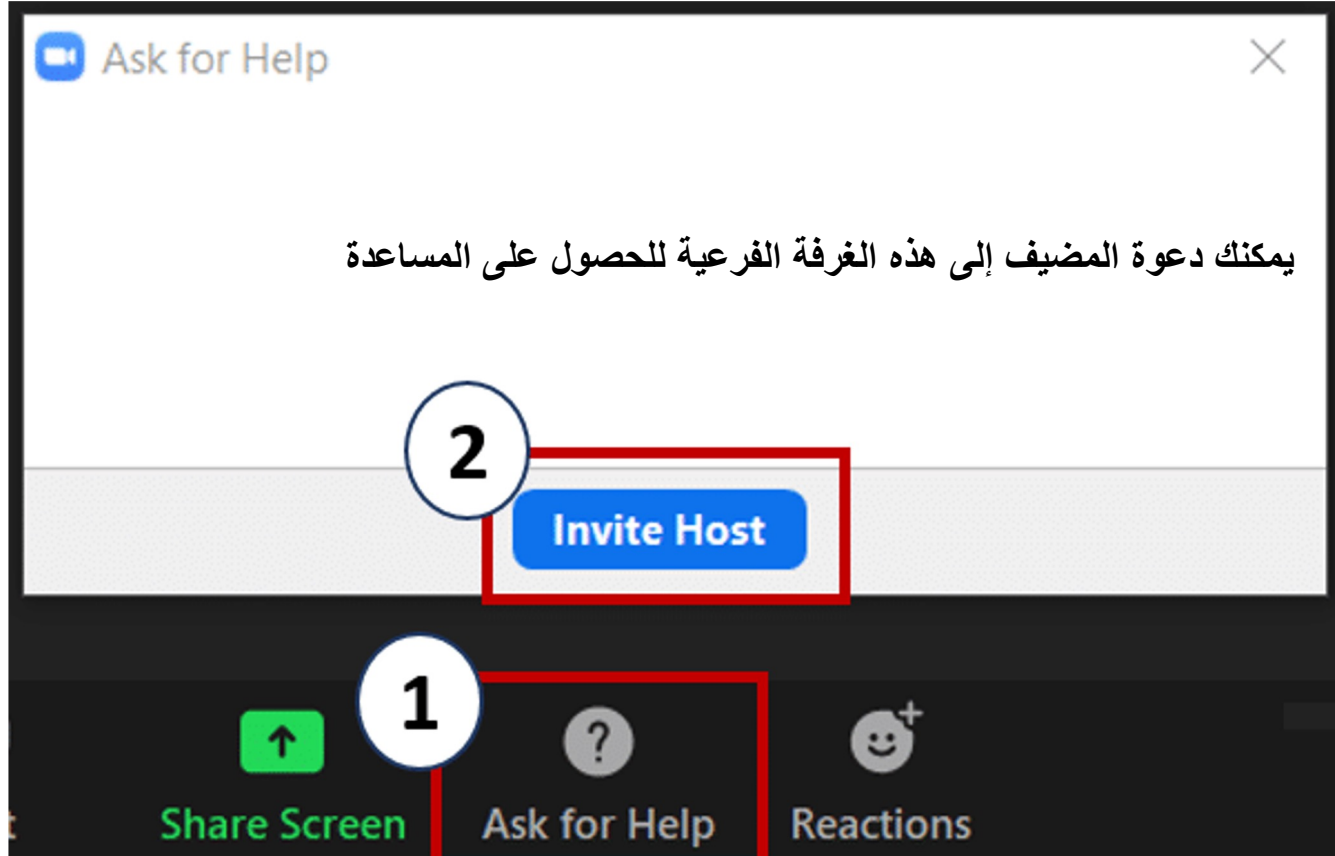 Ask for Help
يمكنك دعوة المضيف إلى هذه الغرفة الفرعية للحصول على المساعدة
2
Invite Host
1
Share Screen
Ask for Help
Reactions